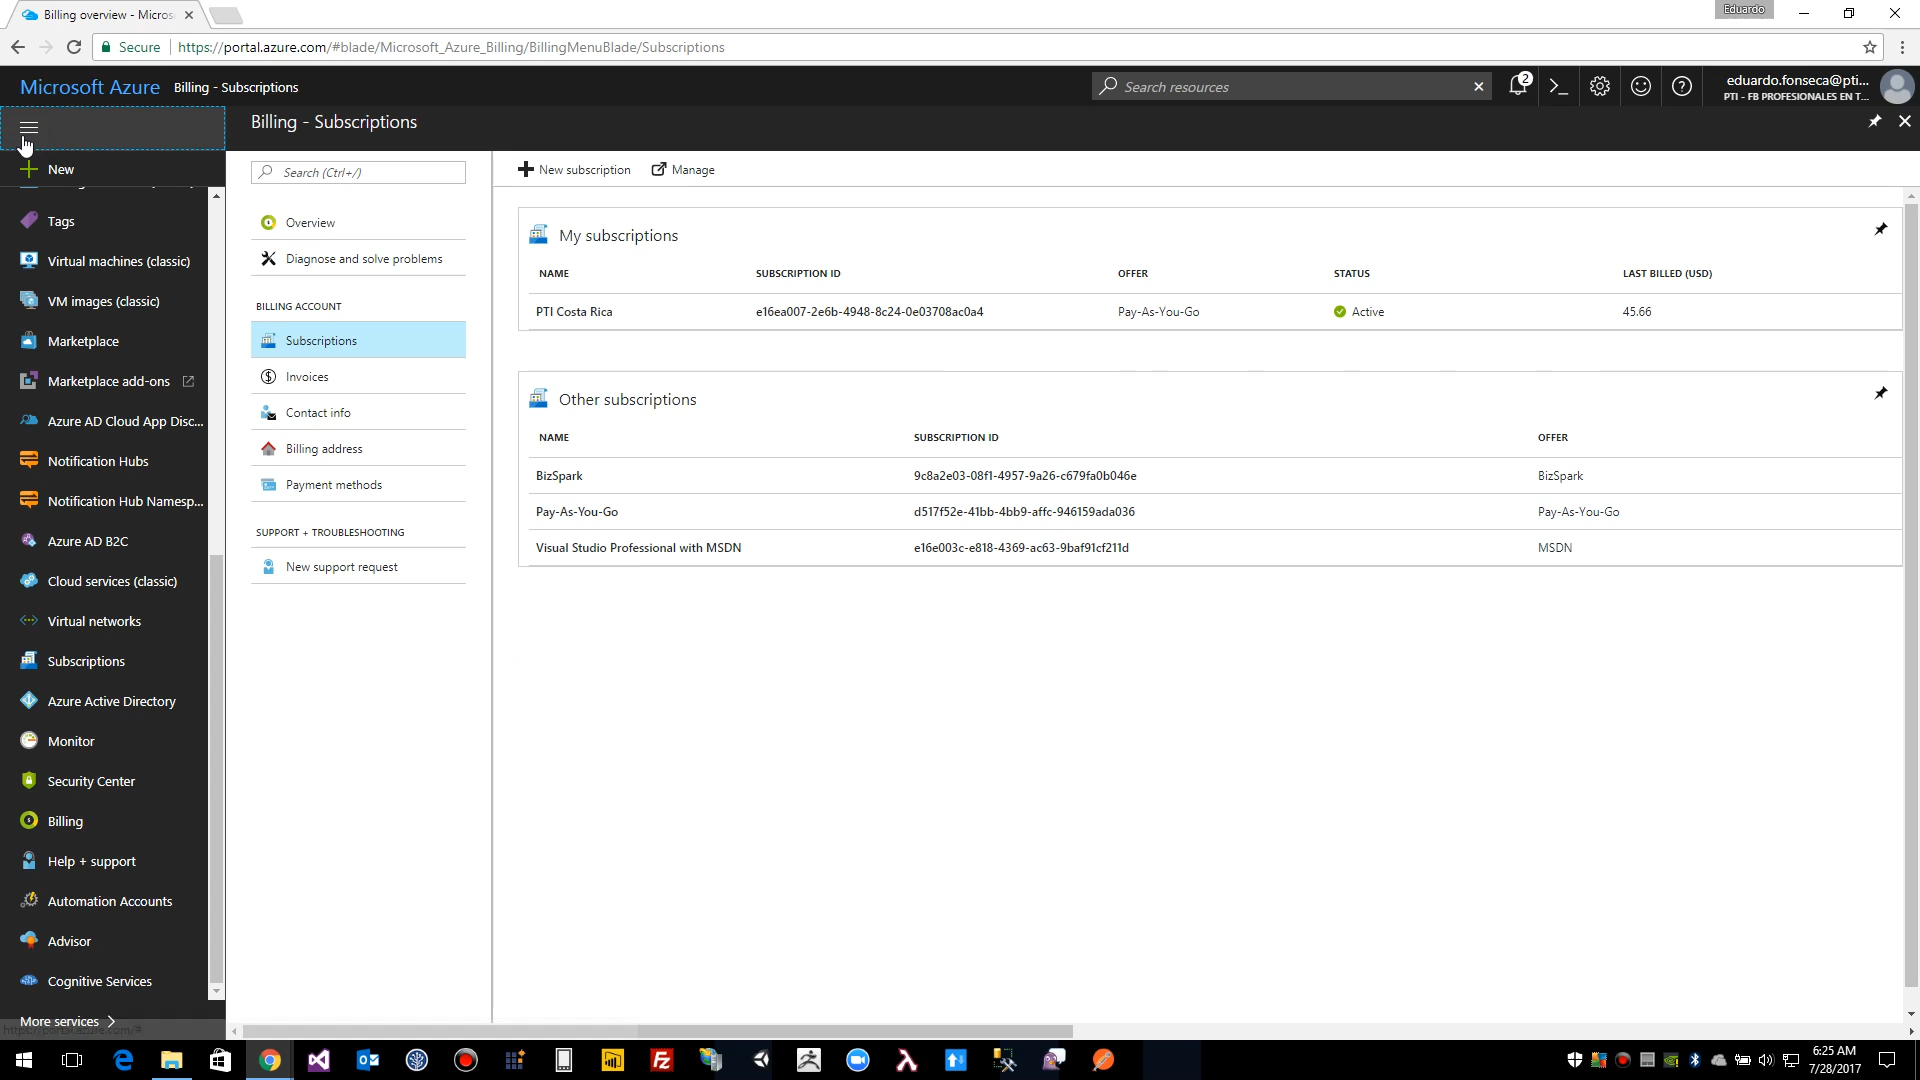 Billing overview - Micros
Eduardo
Secure
https://portal.azure.com/#blade/Microsoft_Azure_Billing/BillingMenuBlade/Subscriptions
Microsoft Azure
Billing - Subscriptions
Search resources
2
eduardo.fonseca@pti...
PTI - FB PROFESIONALES EN T...
Billing - Subscriptions
New
Tags
Virtual machines (classic)
VM images (classic)
Marketplace
Marketplace add-ons
Azure AD Cloud App Disc...
Notification Hubs
Notification Hub Namesp...
Azure AD B2C
Cloud services (classic)
Virtual networks
Subscriptions
Azure Active Directory
Monitor
Security Center
Billing
Help + support
Automation Accounts
Advisor
Cognitive Services
More services
https://portal.azure.com/#
Search (Ctrl+/)
Overview
Diagnose and solve problems
BILLING ACCOUNT
Subscriptions
Invoices
Contact info
Billing address
Payment methods
SUPPORT + TROUBLESHOOTING
New support request
New subscription
Manage
My subscriptions
NAME SUBSCRIPTION ID OFFER STATUS LAST BILLED (USD)
PTI Costa Rica e16ea007-2e6b-4948-8c24-0e03708ac0a4 Pay-As-You-Go Active 45.66
Other subscriptions
NAME SUBSCRIPTION ID OFFER
BizSpark 9c8a2e03-08f1-4957-9a26-c679fa0b046e BizSpark
Pay-As-You-Go d517f52e-41bb-4bb9-affc-946159ada036 Pay-As-You-Go
Visual Studio Professional with MSDN e16e003c-e818-4369-ac63-9baf91cf211d MSDN
6:25 AM
7/28/2017